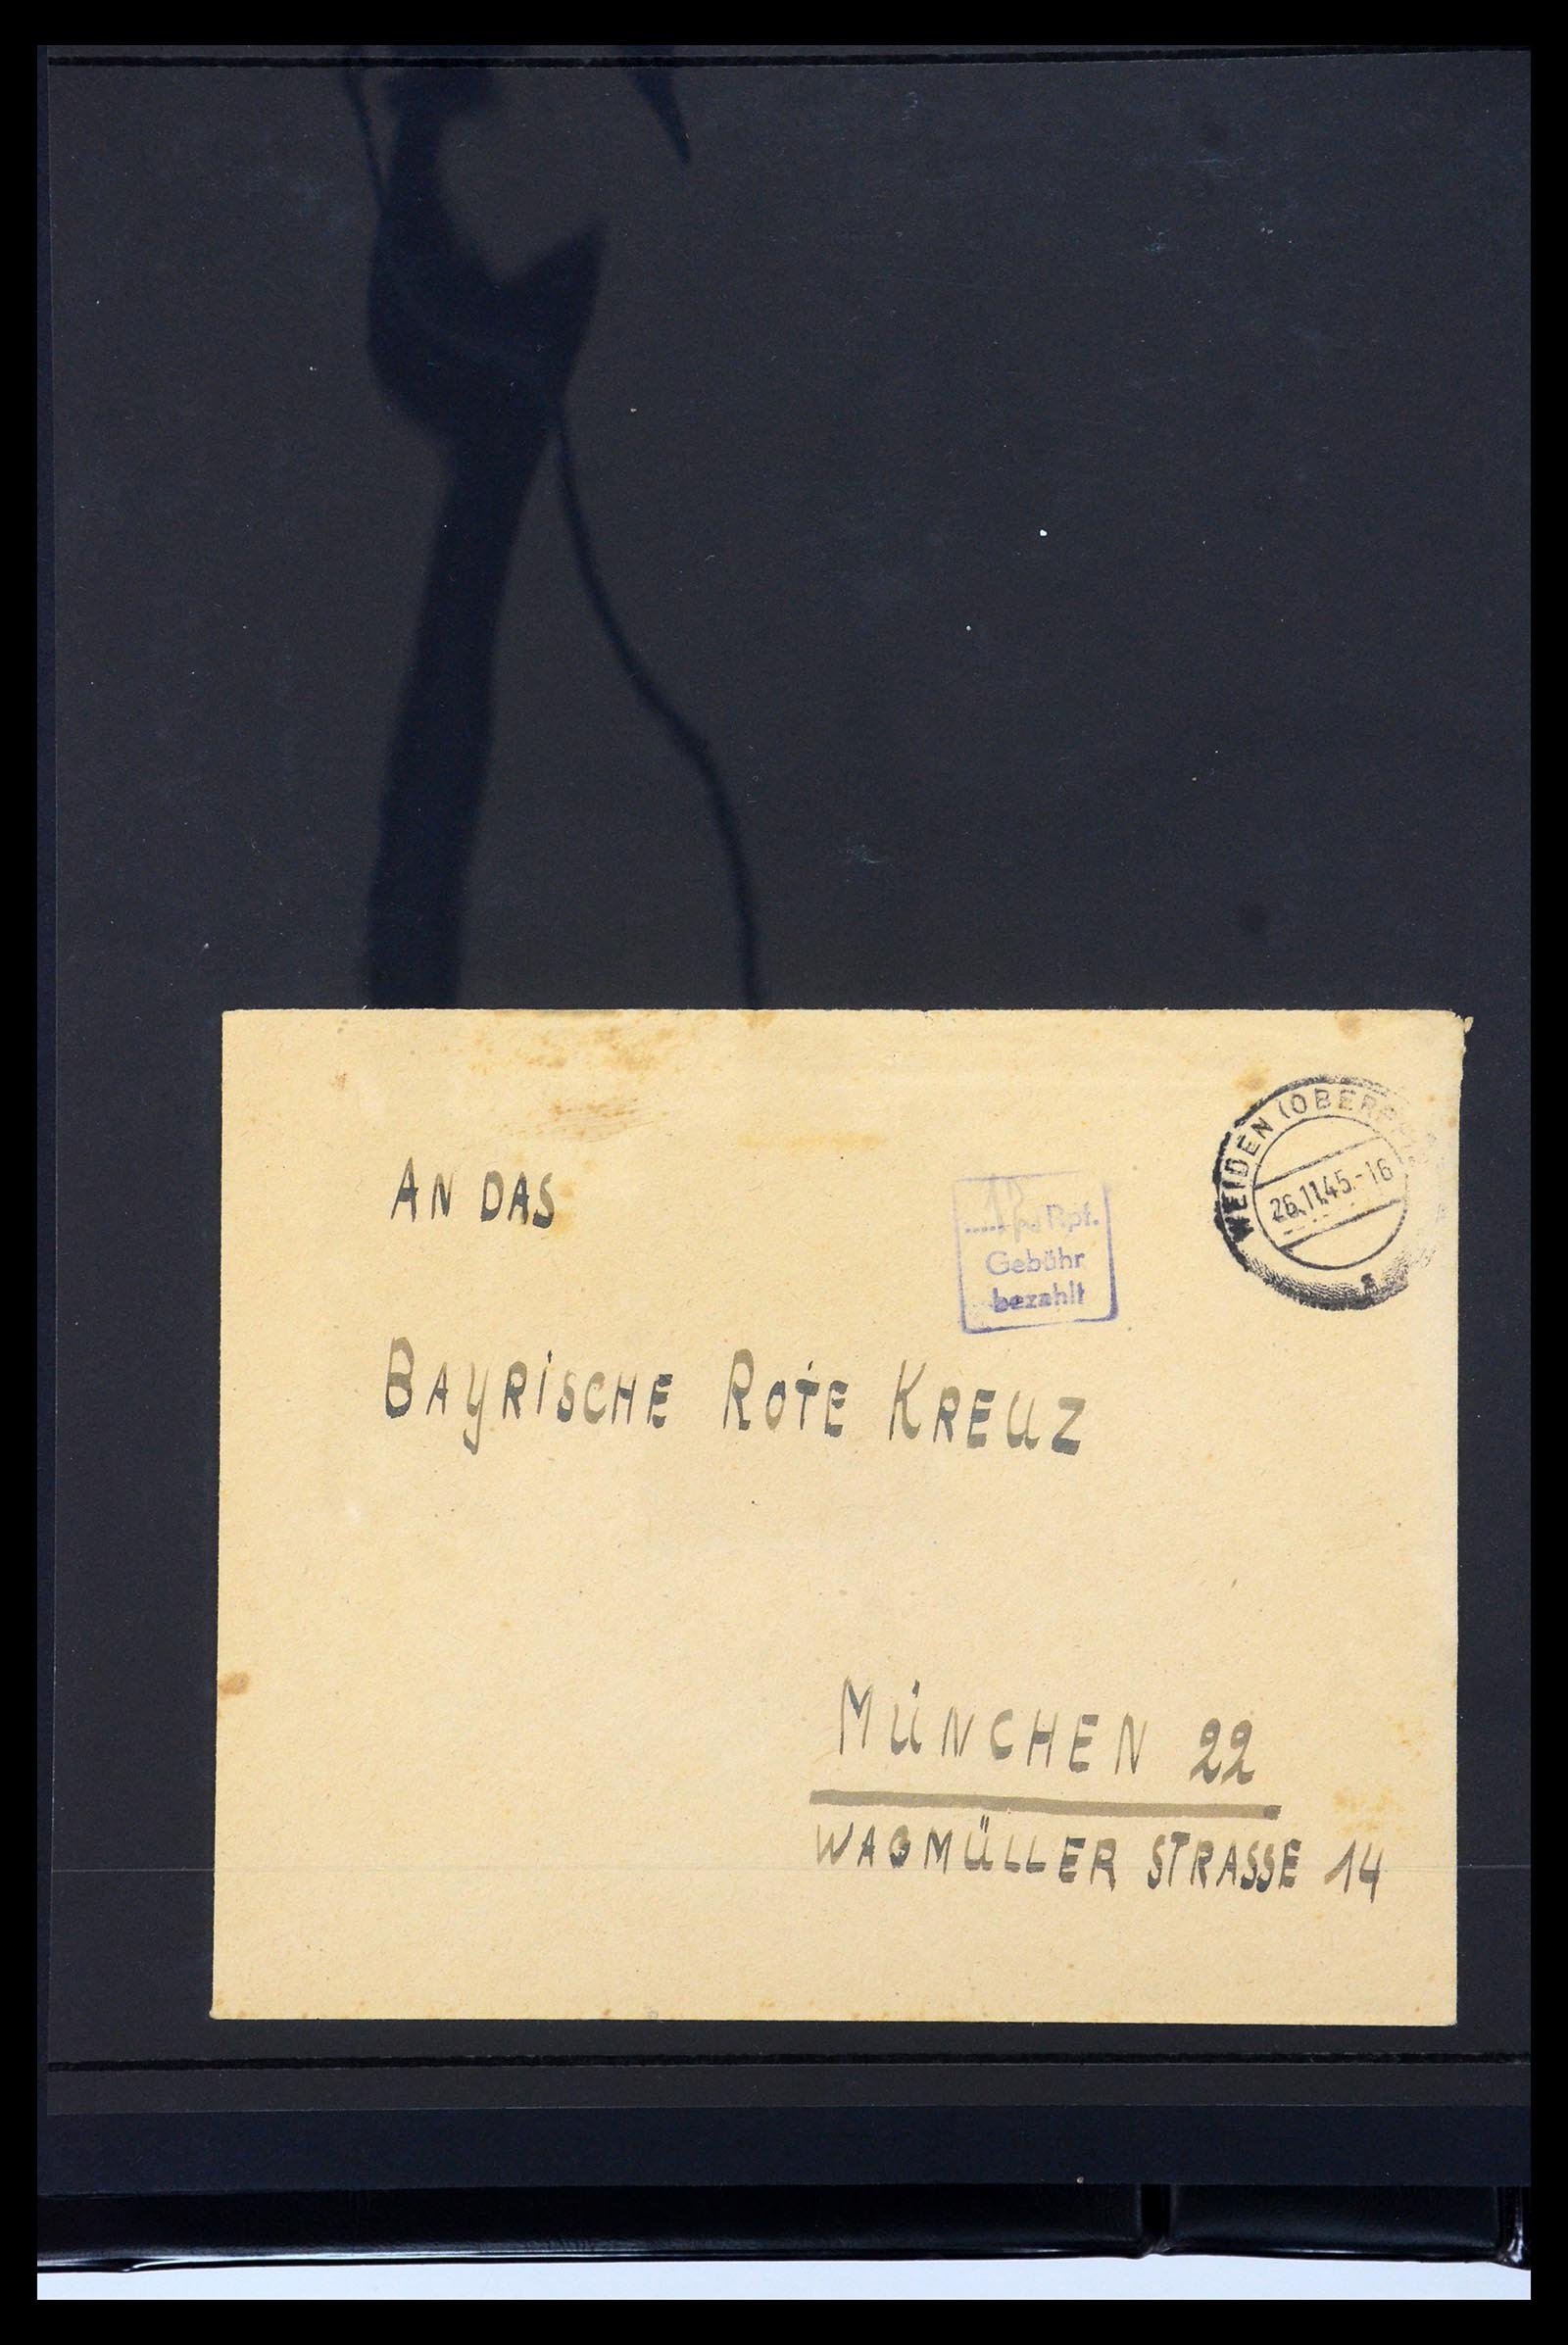 AN DAS
Rpf.
Gebühr
bezahlt
WEIDEN (OBERPF
26.11.45.-16
a
BAYRISCHE ROTE KREUZ
MÜNCHEN 22
WAGMÜLLER STRASSE 14